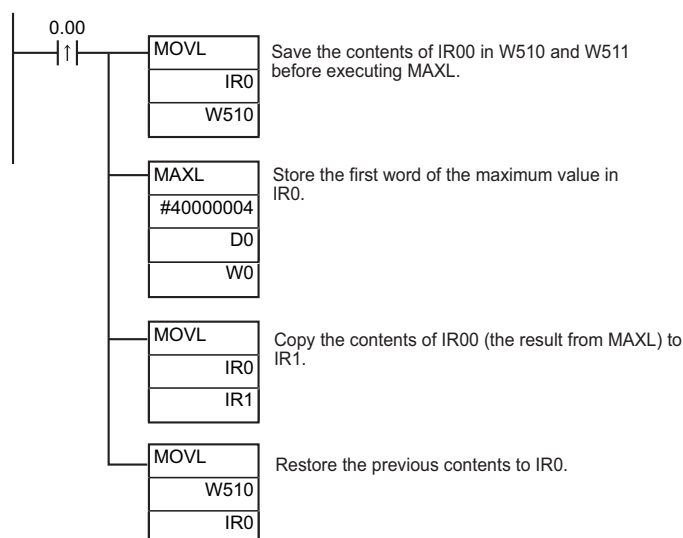 0.00
↑
MOVL
IR0
W510
Save the contents of IR00 in W510 and W511
before executing MAXL.
MAXL
#40000004
D0
W0
Store the first word of the maximum value in
IR0.
MOVL
IR0
IR1
Copy the contents of IR00 (the result from MAXL) to
IR1.
MOVL
W510
IR0
Restore the previous contents to IR0.